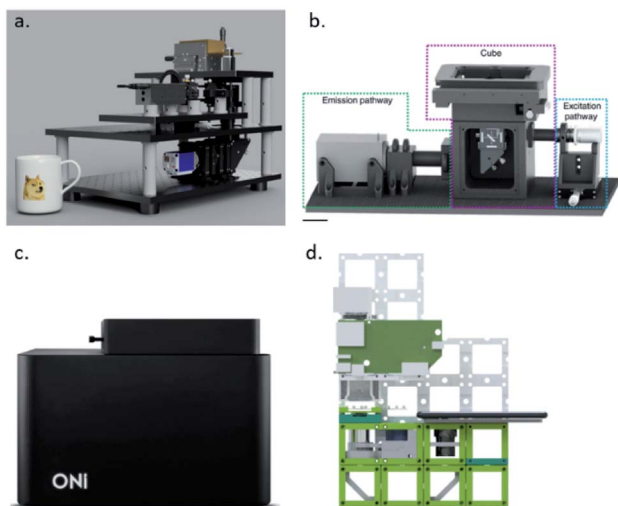 a.
b.
Cube
Emission pathway
Excitation
pathway
c.
ONi
d.